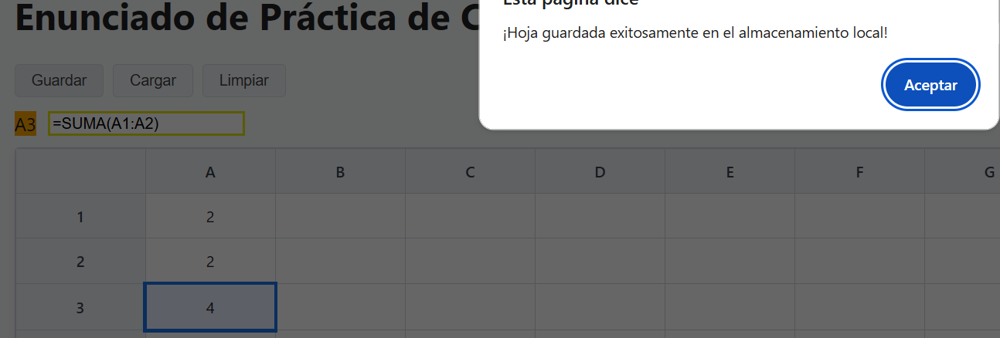 Enunciado de Práctica de C
Esta página dice
¡Hoja guardada exitosamente en el almacenamiento local!
Aceptar
Guardar Cargar Limpiar
A3 =SUMA(A1:A2)
A B C D E F G
1 2
2 2
3 4